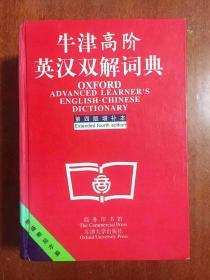 牛津高阶
英汉双解词典
OXFORD
ADVANCED LEARNER'S
ENGLISH-CHINESE
DICTIONARY
第四版增补本
Extended fourth edition
商务印书馆
The Commercial Press
牛津大学出版社
Oxford University Press